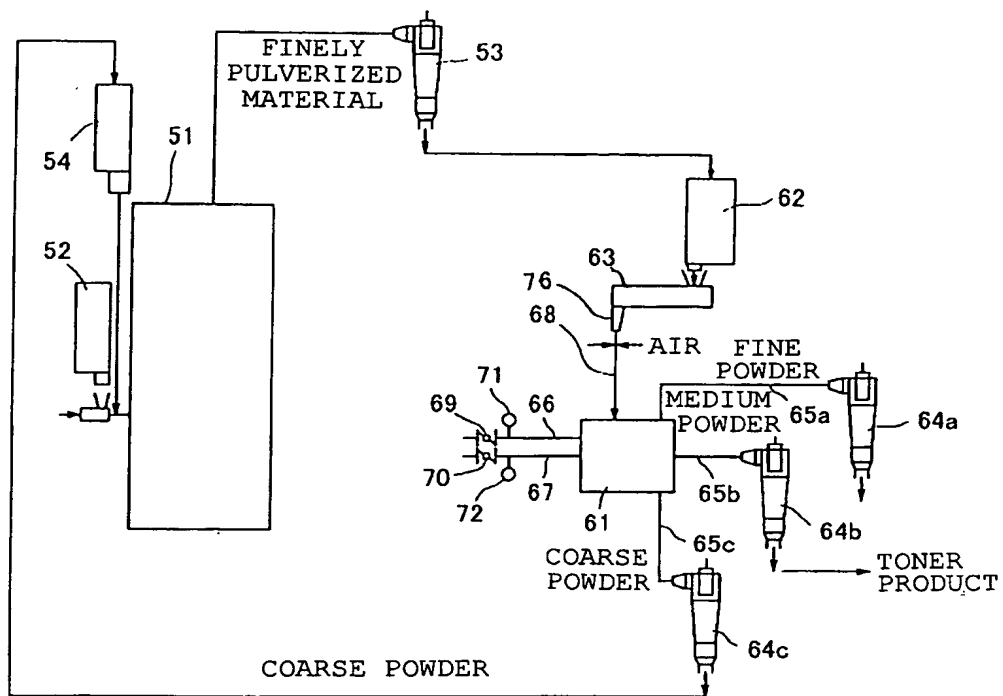 FINELY
PULVERIZED
MATERIAL
53
54
51
52
62
63
76
68
AIR
FINE
POWDER
MEDIUM
POWDER
65a
64a
71
69
66
70
67
72
61
65b
64b
65c
COARSE
POWDER
TONER
PRODUCT
64c
COARSE POWDER